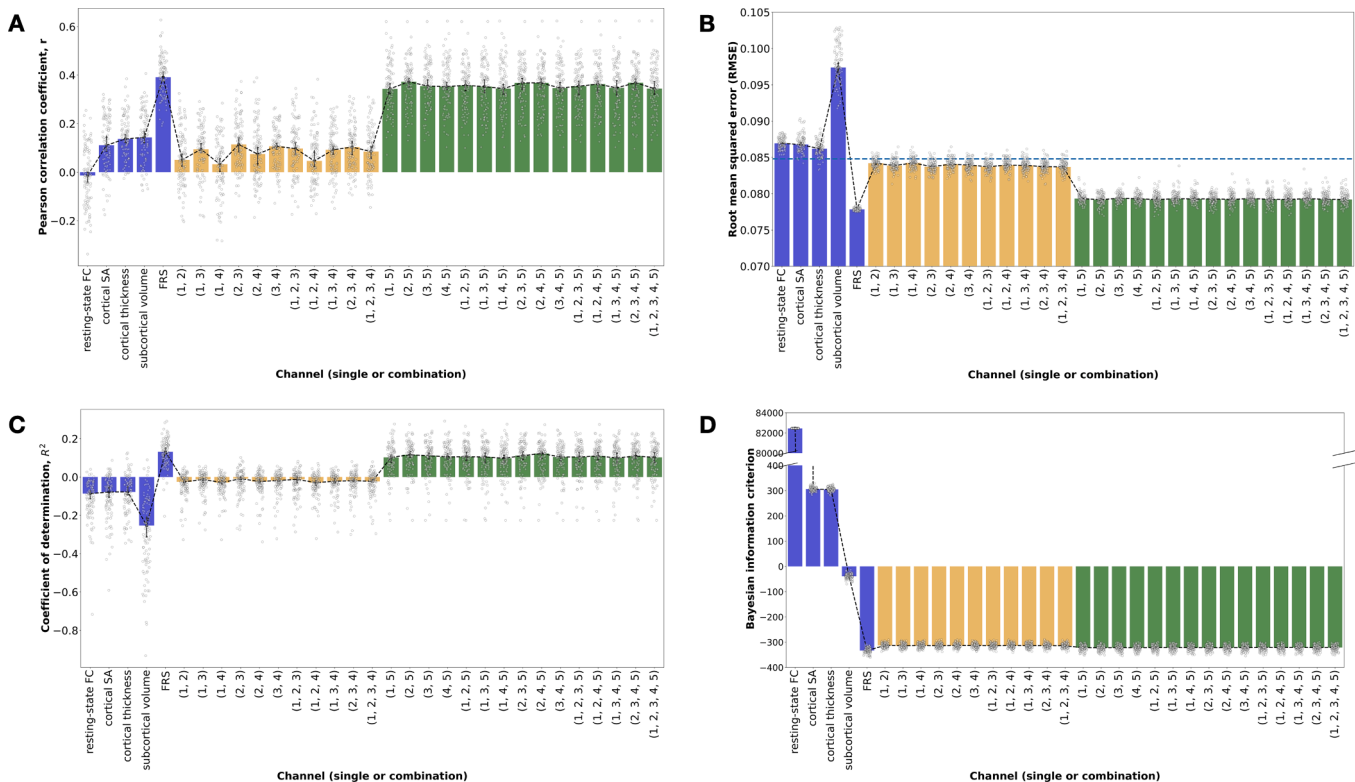 A
Pearson correlation coefficient, r
0.6
0.4
0.2
0.0
−0.2
resting-state FC
cortical SA
cortical thickness
subcortical volume
FRS
(1, 2)
(1, 3)
(1, 4)
(2, 3)
(2, 4)
(3, 4)
(1, 2, 3)
(1, 2, 4)
(1, 3, 4)
(2, 3, 4)
(1, 2, 3, 4)
(1, 5)
(2, 5)
(3, 5)
(4, 5)
(1, 2, 5)
(1, 3, 5)
(1, 4, 5)
(2, 3, 5)
(2, 4, 5)
(3, 4, 5)
(1, 2, 3, 5)
(1, 2, 4, 5)
(1, 3, 4, 5)
(2, 3, 4, 5)
(1, 2, 3, 4, 5)
Channel (single or combination)
B
Root mean squared error (RMSE)
0.105
0.100
0.095
0.090
0.085
0.080
0.075
0.070
resting-state FC
cortical SA
cortical thickness
subcortical volume
FRS
(1, 2)
(1, 3)
(1, 4)
(2, 3)
(2, 4)
(3, 4)
(1, 2, 3)
(1, 2, 4)
(1, 3, 4)
(2, 3, 4)
(1, 2, 3, 4)
(1, 5)
(2, 5)
(3, 5)
(4, 5)
(1, 2, 5)
(1, 3, 5)
(1, 4, 5)
(2, 3, 5)
(2, 4, 5)
(3, 4, 5)
(1, 2, 3, 5)
(1, 2, 4, 5)
(1, 3, 4, 5)
(2, 3, 4, 5)
(1, 2, 3, 4, 5)
Channel (single or combination)
C
Coefficient of determination, R²
0.2
0.0
−0.2
−0.4
−0.6
−0.8
resting-state FC
cortical SA
cortical thickness
subcortical volume
FRS
(1, 2)
(1, 3)
(1, 4)
(2, 3)
(2, 4)
(3, 4)
(1, 2, 3)
(1, 2, 4)
(1, 3, 4)
(2, 3, 4)
(1, 2, 3, 4)
(1, 5)
(2, 5)
(3, 5)
(4, 5)
(1, 2, 5)
(1, 3, 5)
(1, 4, 5)
(2, 3, 5)
(2, 4, 5)
(3, 4, 5)
(1, 2, 3, 5)
(1, 2, 4, 5)
(1, 3, 4, 5)
(2, 3, 4, 5)
(1, 2, 3, 4, 5)
Channel (single or combination)
D
Bayesian information criterion
84000
82000
80000
400
300
200
100
0
−100
−200
−300
−400
resting-state FC
cortical SA
cortical thickness
subcortical volume
FRS
(1, 2)
(1, 3)
(1, 4)
(2, 3)
(2, 4)
(3, 4)
(1, 2, 3)
(1, 2, 4)
(1, 3, 4)
(2, 3, 4)
(1, 2, 3, 4)
(1, 5)
(2, 5)
(3, 5)
(4, 5)
(1, 2, 5)
(1, 3, 5)
(1, 4, 5)
(2, 3, 5)
(2, 4, 5)
(3, 4, 5)
(1, 2, 3, 5)
(1, 2, 4, 5)
(1, 3, 4, 5)
(2, 3, 4, 5)
(1, 2, 3, 4, 5)
Channel (single or combination)